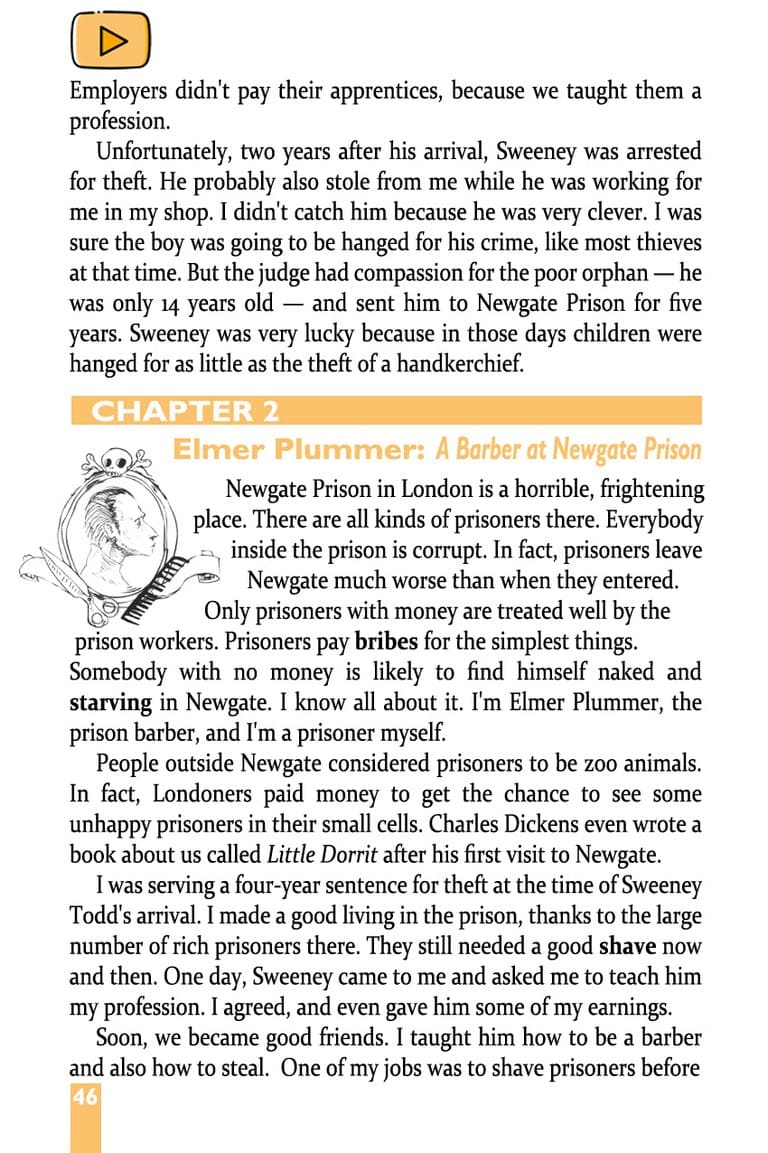 Employers didn't pay their apprentices, because we taught them a
profession.
Unfortunately, two years after his arrival, Sweeney was arrested
for theft. He probably also stole from me while he was working for
me in my shop. I didn't catch him because he was very clever. I was
sure the boy was going to be hanged for his crime, like most thieves
at that time. But the judge had compassion for the poor orphan — he
was only 14 years old — and sent him to Newgate Prison for five
years. Sweeney was very lucky because in those days children were
hanged for as little as the theft of a handkerchief.
CHAPTER 2
Elmer Plummer: A Barber at Newgate Prison
Newgate Prison in London is a horrible, frightening
place. There are all kinds of prisoners there. Everybody
inside the prison is corrupt. In fact, prisoners leave
Newgate much worse than when they entered.
Only prisoners with money are treated well by the
prison workers. Prisoners pay bribes for the simplest things.
Somebody with no money is likely to find himself naked and
starving in Newgate. I know all about it. I'm Elmer Plummer, the
prison barber, and I'm a prisoner myself.
People outside Newgate considered prisoners to be zoo animals.
In fact, Londoners paid money to get the chance to see some
unhappy prisoners in their small cells. Charles Dickens even wrote a
book about us called Little Dorrit after his first visit to Newgate.
I was serving a four-year sentence for theft at the time of Sweeney
Todd's arrival. I made a good living in the prison, thanks to the large
number of rich prisoners there. They still needed a good shave now
and then. One day, Sweeney came to me and asked me to teach him
my profession. I agreed, and even gave him some of my earnings.
Soon, we became good friends. I taught him how to be a barber
and also how to steal. One of my jobs was to shave prisoners before
46